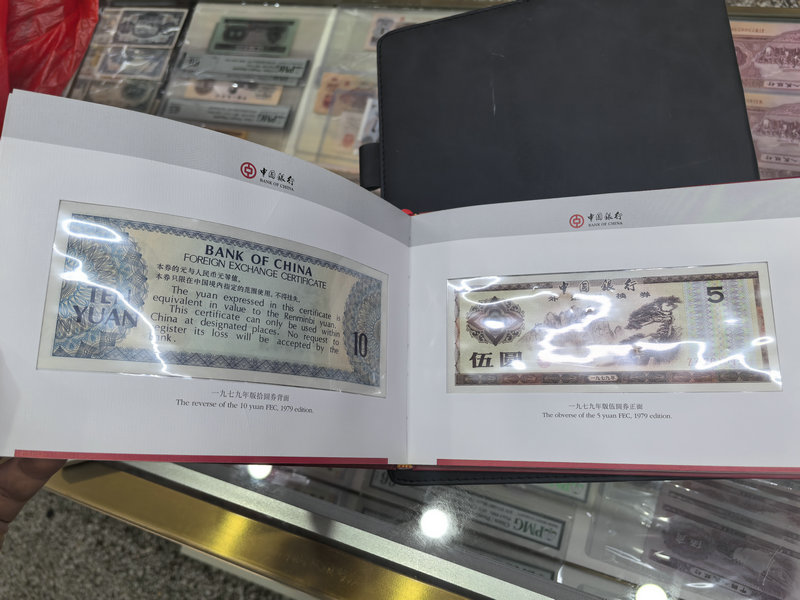 中国银行
BANK OF CHINA
BANK OF CHINA
FOREIGN EXCHANGE CERTIFICATE
本券的元与人民币元等值。
本券只限在中国境内指定的范围使用,不得挂失。
The yuan expressed in this certificate is
equivalent in value to the Renminbi yuan.
This certificate can only be used within
China at designated places. No request to
register its loss will be accepted by the
bank.
TEN
YUAN
10
一九七九年版拾圆券背面
The reverse of the 10 yuan FEC, 1979 edition.
中国银行
BANK OF CHINA
中国银行
换券
5
伍圓
一九七九年
一九七九年版伍圆券正面
The obverse of the 5 yuan FEC, 1979 edition.
PMG